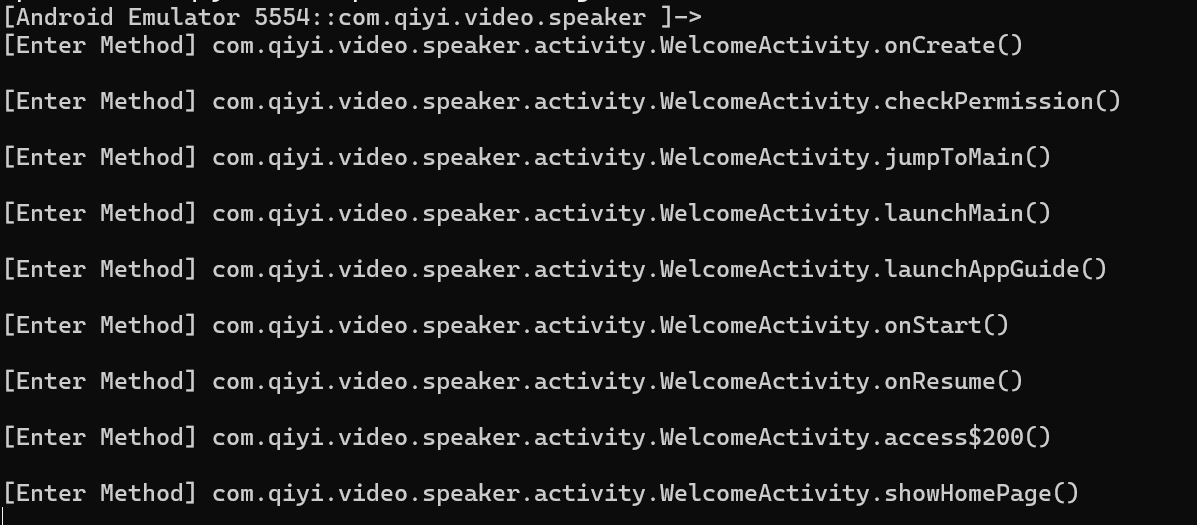 [Android Emulator 5554::com.qiyi.video.speaker ]->
[Enter Method] com.qiyi.video.speaker.activity.WelcomeActivity.onCreate()
[Enter Method] com.qiyi.video.speaker.activity.WelcomeActivity.checkPermission()
[Enter Method] com.qiyi.video.speaker.activity.WelcomeActivity.jumpToMain()
[Enter Method] com.qiyi.video.speaker.activity.WelcomeActivity.launchMain()
[Enter Method] com.qiyi.video.speaker.activity.WelcomeActivity.launchAppGuide()
[Enter Method] com.qiyi.video.speaker.activity.WelcomeActivity.onStart()
[Enter Method] com.qiyi.video.speaker.activity.WelcomeActivity.onResume()
[Enter Method] com.qiyi.video.speaker.activity.WelcomeActivity.access$200()
[Enter Method] com.qiyi.video.speaker.activity.WelcomeActivity.showHomePage()